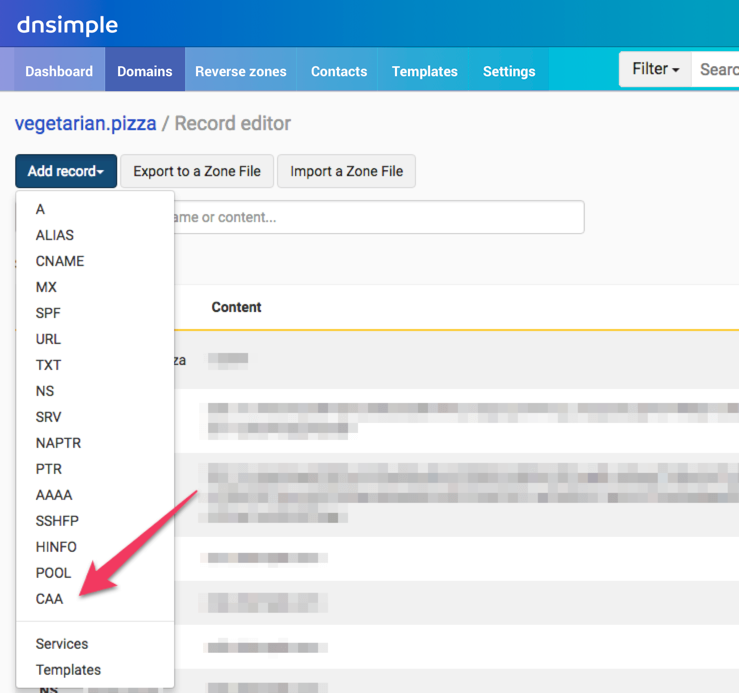 dnsimple
Dashboard Domains Reverse zones Contacts Templates Settings Filter Searc
vegetarian.pizza / Record editor
Add record Export to a Zone File Import a Zone File
A
ame or content...
ALIAS
CNAME
MX
SPF
Content
URL
TXT
za
NS
SRV
NAPTR
PTR
AAAA
SSHFP
HINFO
POOL
CAA
Services
Templates
NS